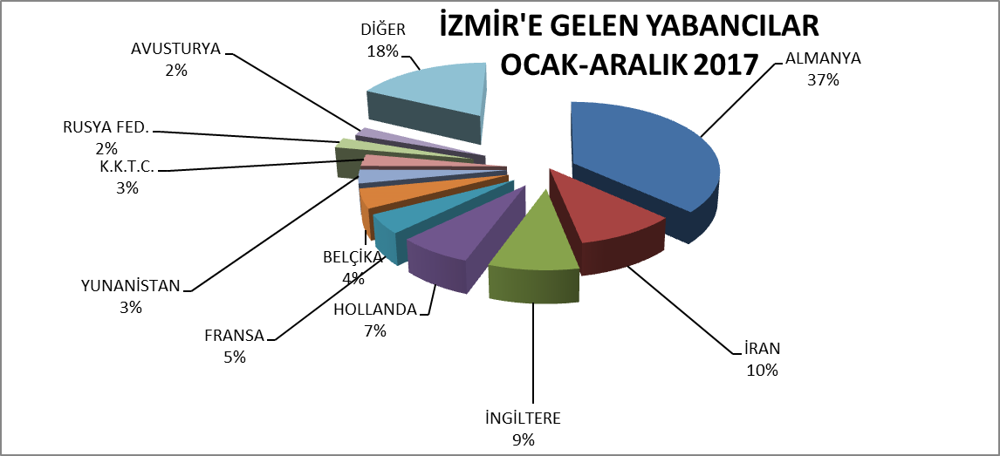 İZMİR'E GELEN YABANCILAR
OCAK-ARALIK 2017
ALMANYA
37%
İRAN
10%
İNGİLTERE
9%
HOLLANDA
7%
FRANSA
5%
BELÇİKA
4%
YUNANİSTAN
3%
K.K.T.C.
3%
RUSYA FED.
2%
AVUSTURYA
2%
DİĞER
18%